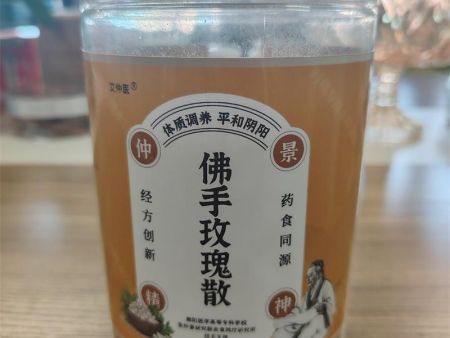 艾仲医®
体质调养 平和阴阳
仲
景
佛手玫瑰散
经方创新
药食同源
精
神